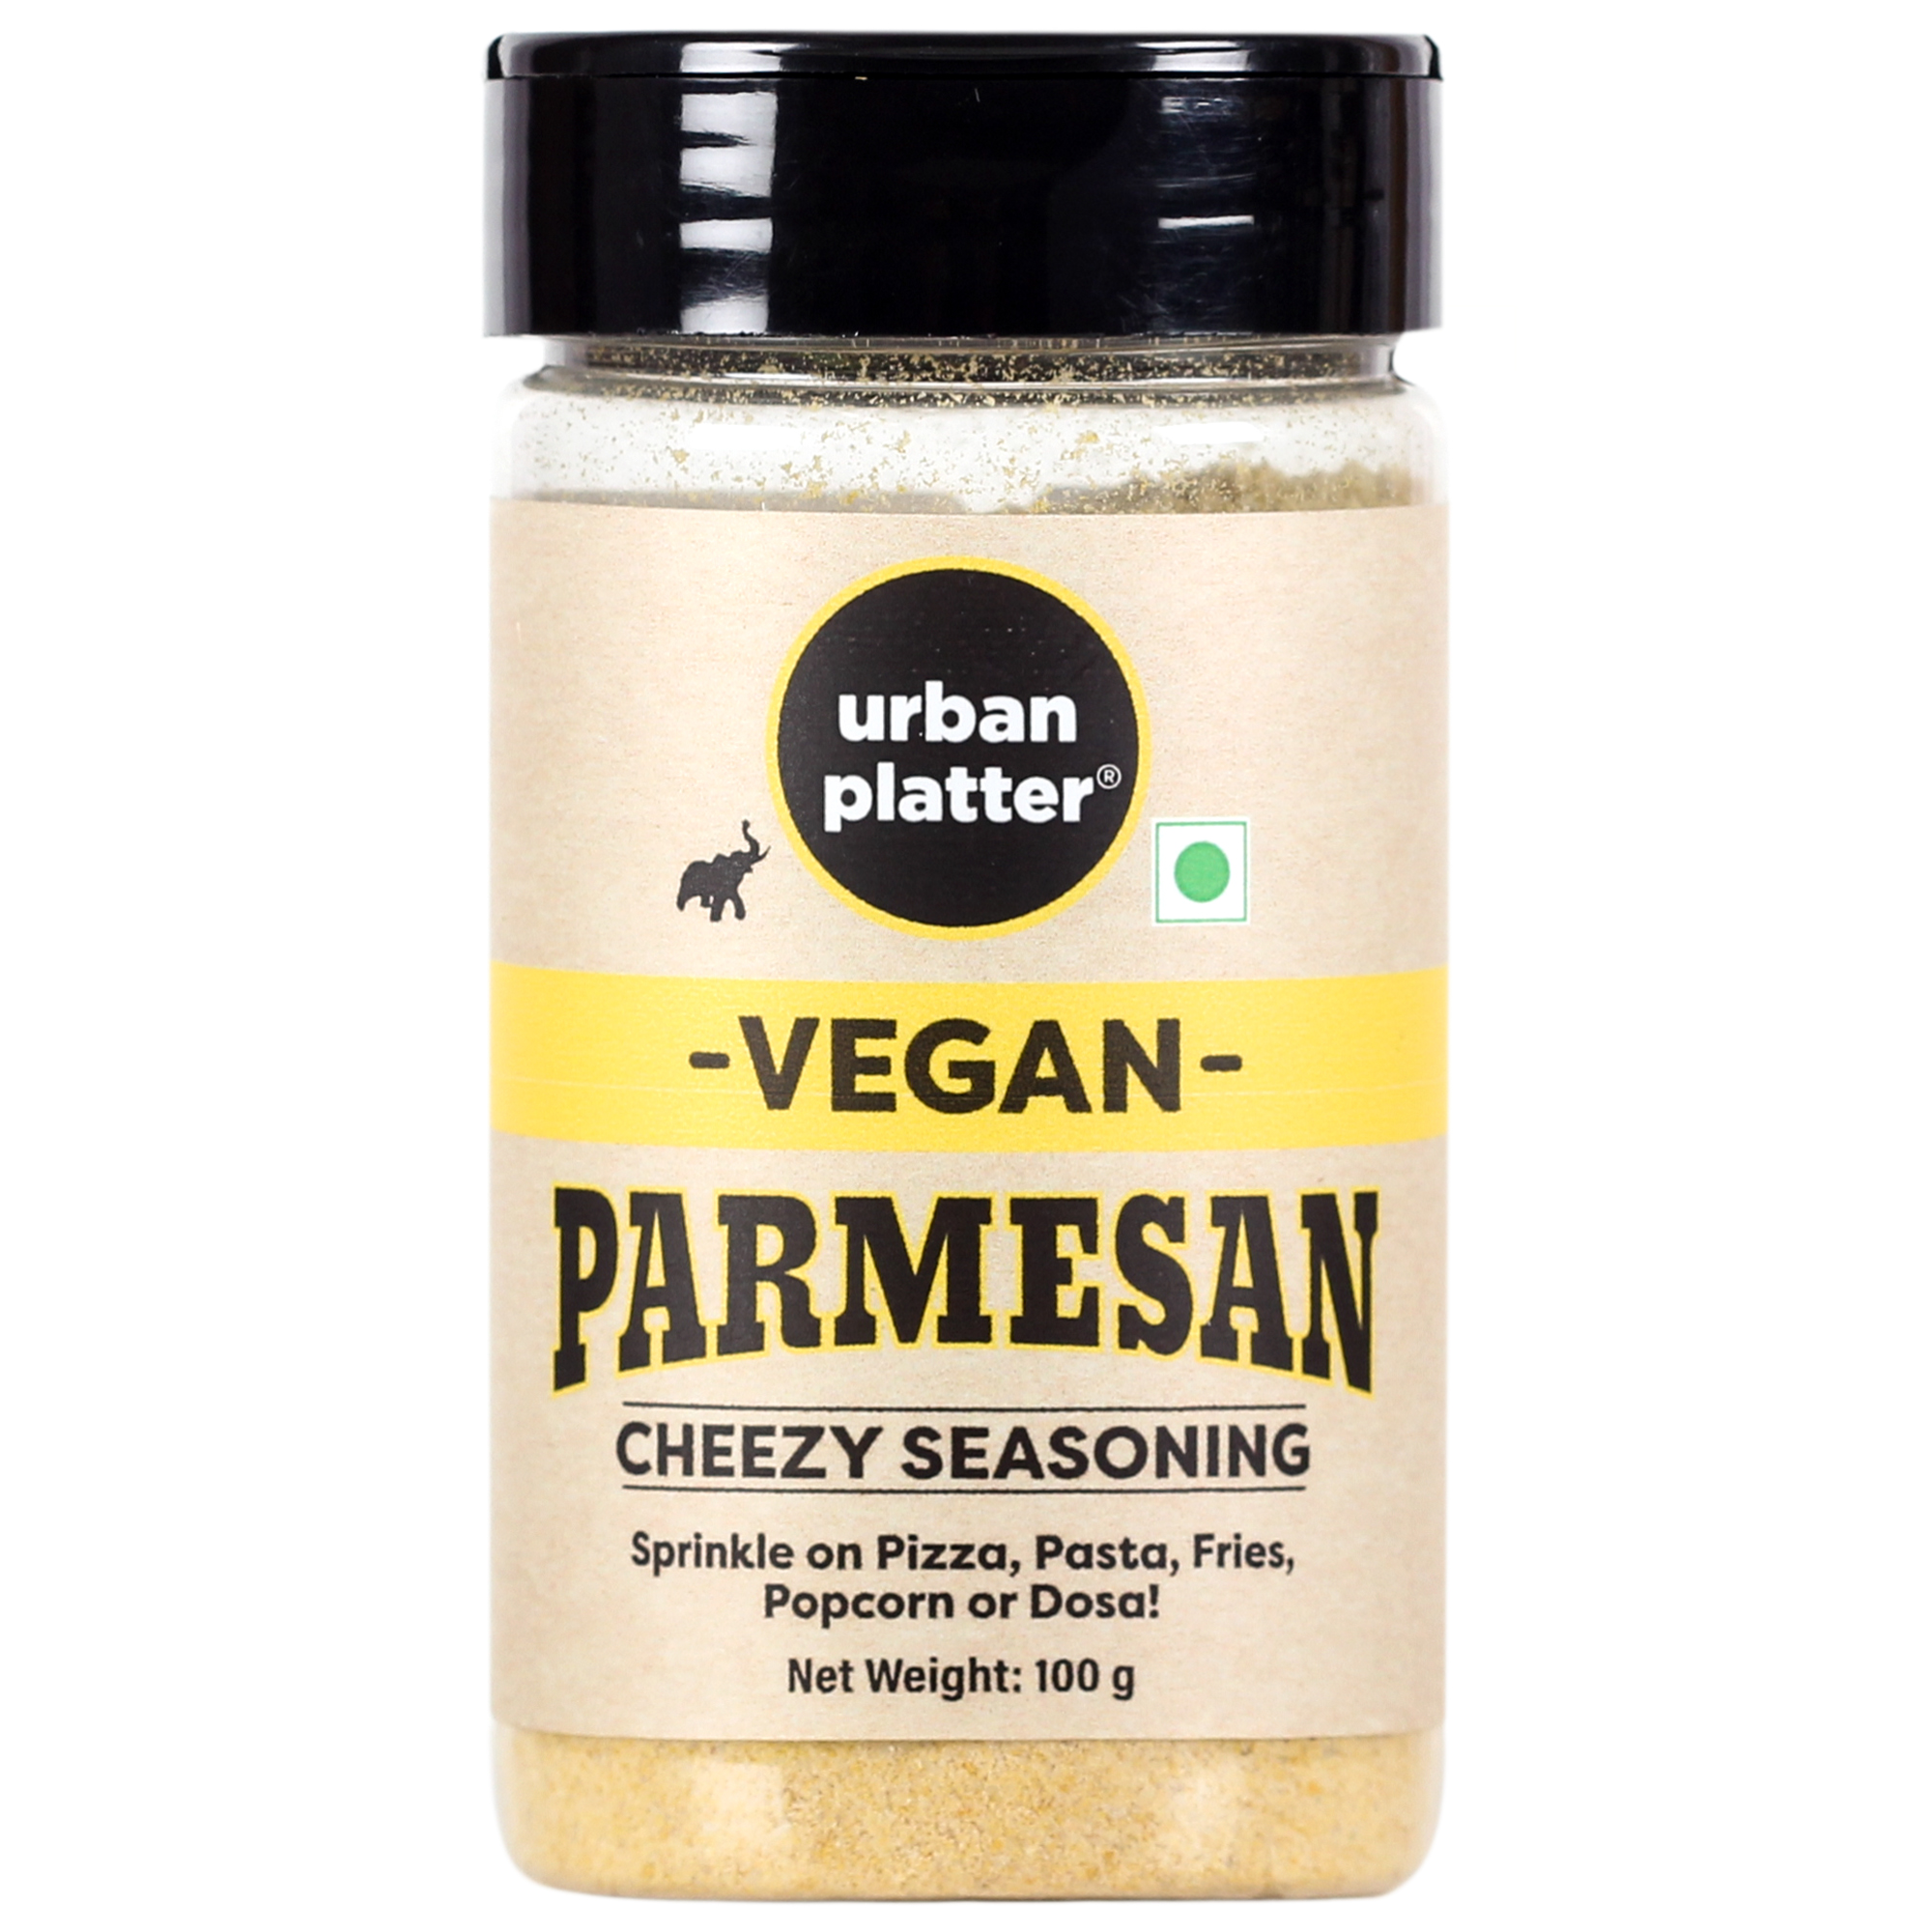 urban
platter®
-VEGAN-
PARMESAN
CHEEZY SEASONING
Sprinkle on Pizza, Pasta, Fries,
Popcorn or Dosa!
Net Weight: 100 g